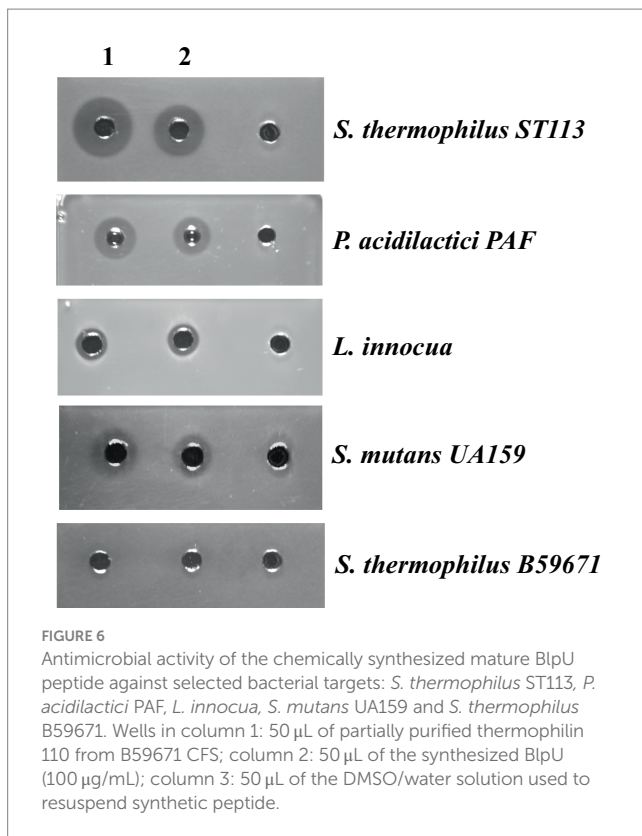 1 2
S. thermophilus ST113
P. acidilactici PAF
L. innocua
S. mutans UA159
S. thermophilus B59671
FIGURE 6
Antimicrobial activity of the chemically synthesized mature BlpU
peptide against selected bacterial targets: S. thermophilus ST113, P.
acidilactici PAF, L. innocua, S. mutans UA159 and S. thermophilus
B59671. Wells in column 1: 50 μL of partially purified thermophilin
110 from B59671 CFS; column 2: 50 μL of the synthesized BlpU
(100 μg/mL); column 3: 50 μL of the DMSO/water solution used to
resuspend synthetic peptide.